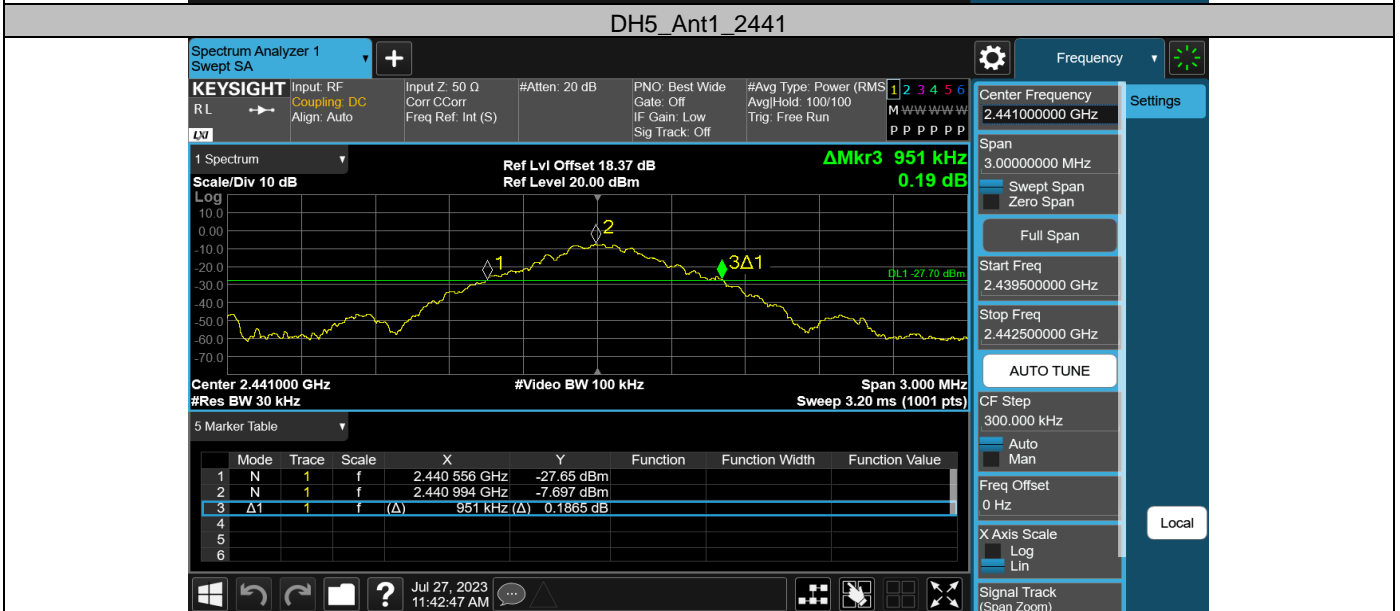 DH5_Ant1_2441
Spectrum Analyzer 1
Swept SA
Frequency
KEYSIGHT
RL
LXI
Input: RF
Coupling: DC
Align: Auto
Input Z: 50 Ω
Corr CCorr
Freq Ref: Int (S)
#Atten: 20 dB
PNO: Best Wide
Gate: Off
IF Gain: Low
Sig Track: Off
#Avg Type: Power (RMS
Avg|Hold: 100/100
Trig: Free Run
1 2 3 4 5 6
M W W W W W
P P P P P P
1 Spectrum
Scale/Div 10 dB
Ref Lvl Offset 18.37 dB
Ref Level 20.00 dBm
ΔMkr3 951 kHz
0.19 dB
Log
10.0
0.00
-10.0
-20.0
-30.0
-40.0
-50.0
-60.0
-70.0
1
2
3Δ1
DL1 -27.70 dBm
Center 2.441000 GHz
#Res BW 30 kHz
#Video BW 100 kHz
Span 3.000 MHz
Sweep 3.20 ms (1001 pts)
5 Marker Table
Mode Trace Scale X Y Function Function Width Function Value
1 N 1 f 2.440 556 GHz -27.65 dBm
2 N 1 f 2.440 994 GHz -7.697 dBm
3 Δ1 1 f (Δ) 951 kHz (Δ) 0.1865 dB
4
5
6
Jul 27, 2023
11:42:47 AM
Center Frequency
2.441000000 GHz
Settings
Span
3.00000000 MHz
Swept Span
Zero Span
Full Span
Start Freq
2.439500000 GHz
Stop Freq
2.442500000 GHz
AUTO TUNE
CF Step
300.000 kHz
Auto
Man
Freq Offset
0 Hz
Local
X Axis Scale
Log
Lin
Signal Track
(Span Zoom)